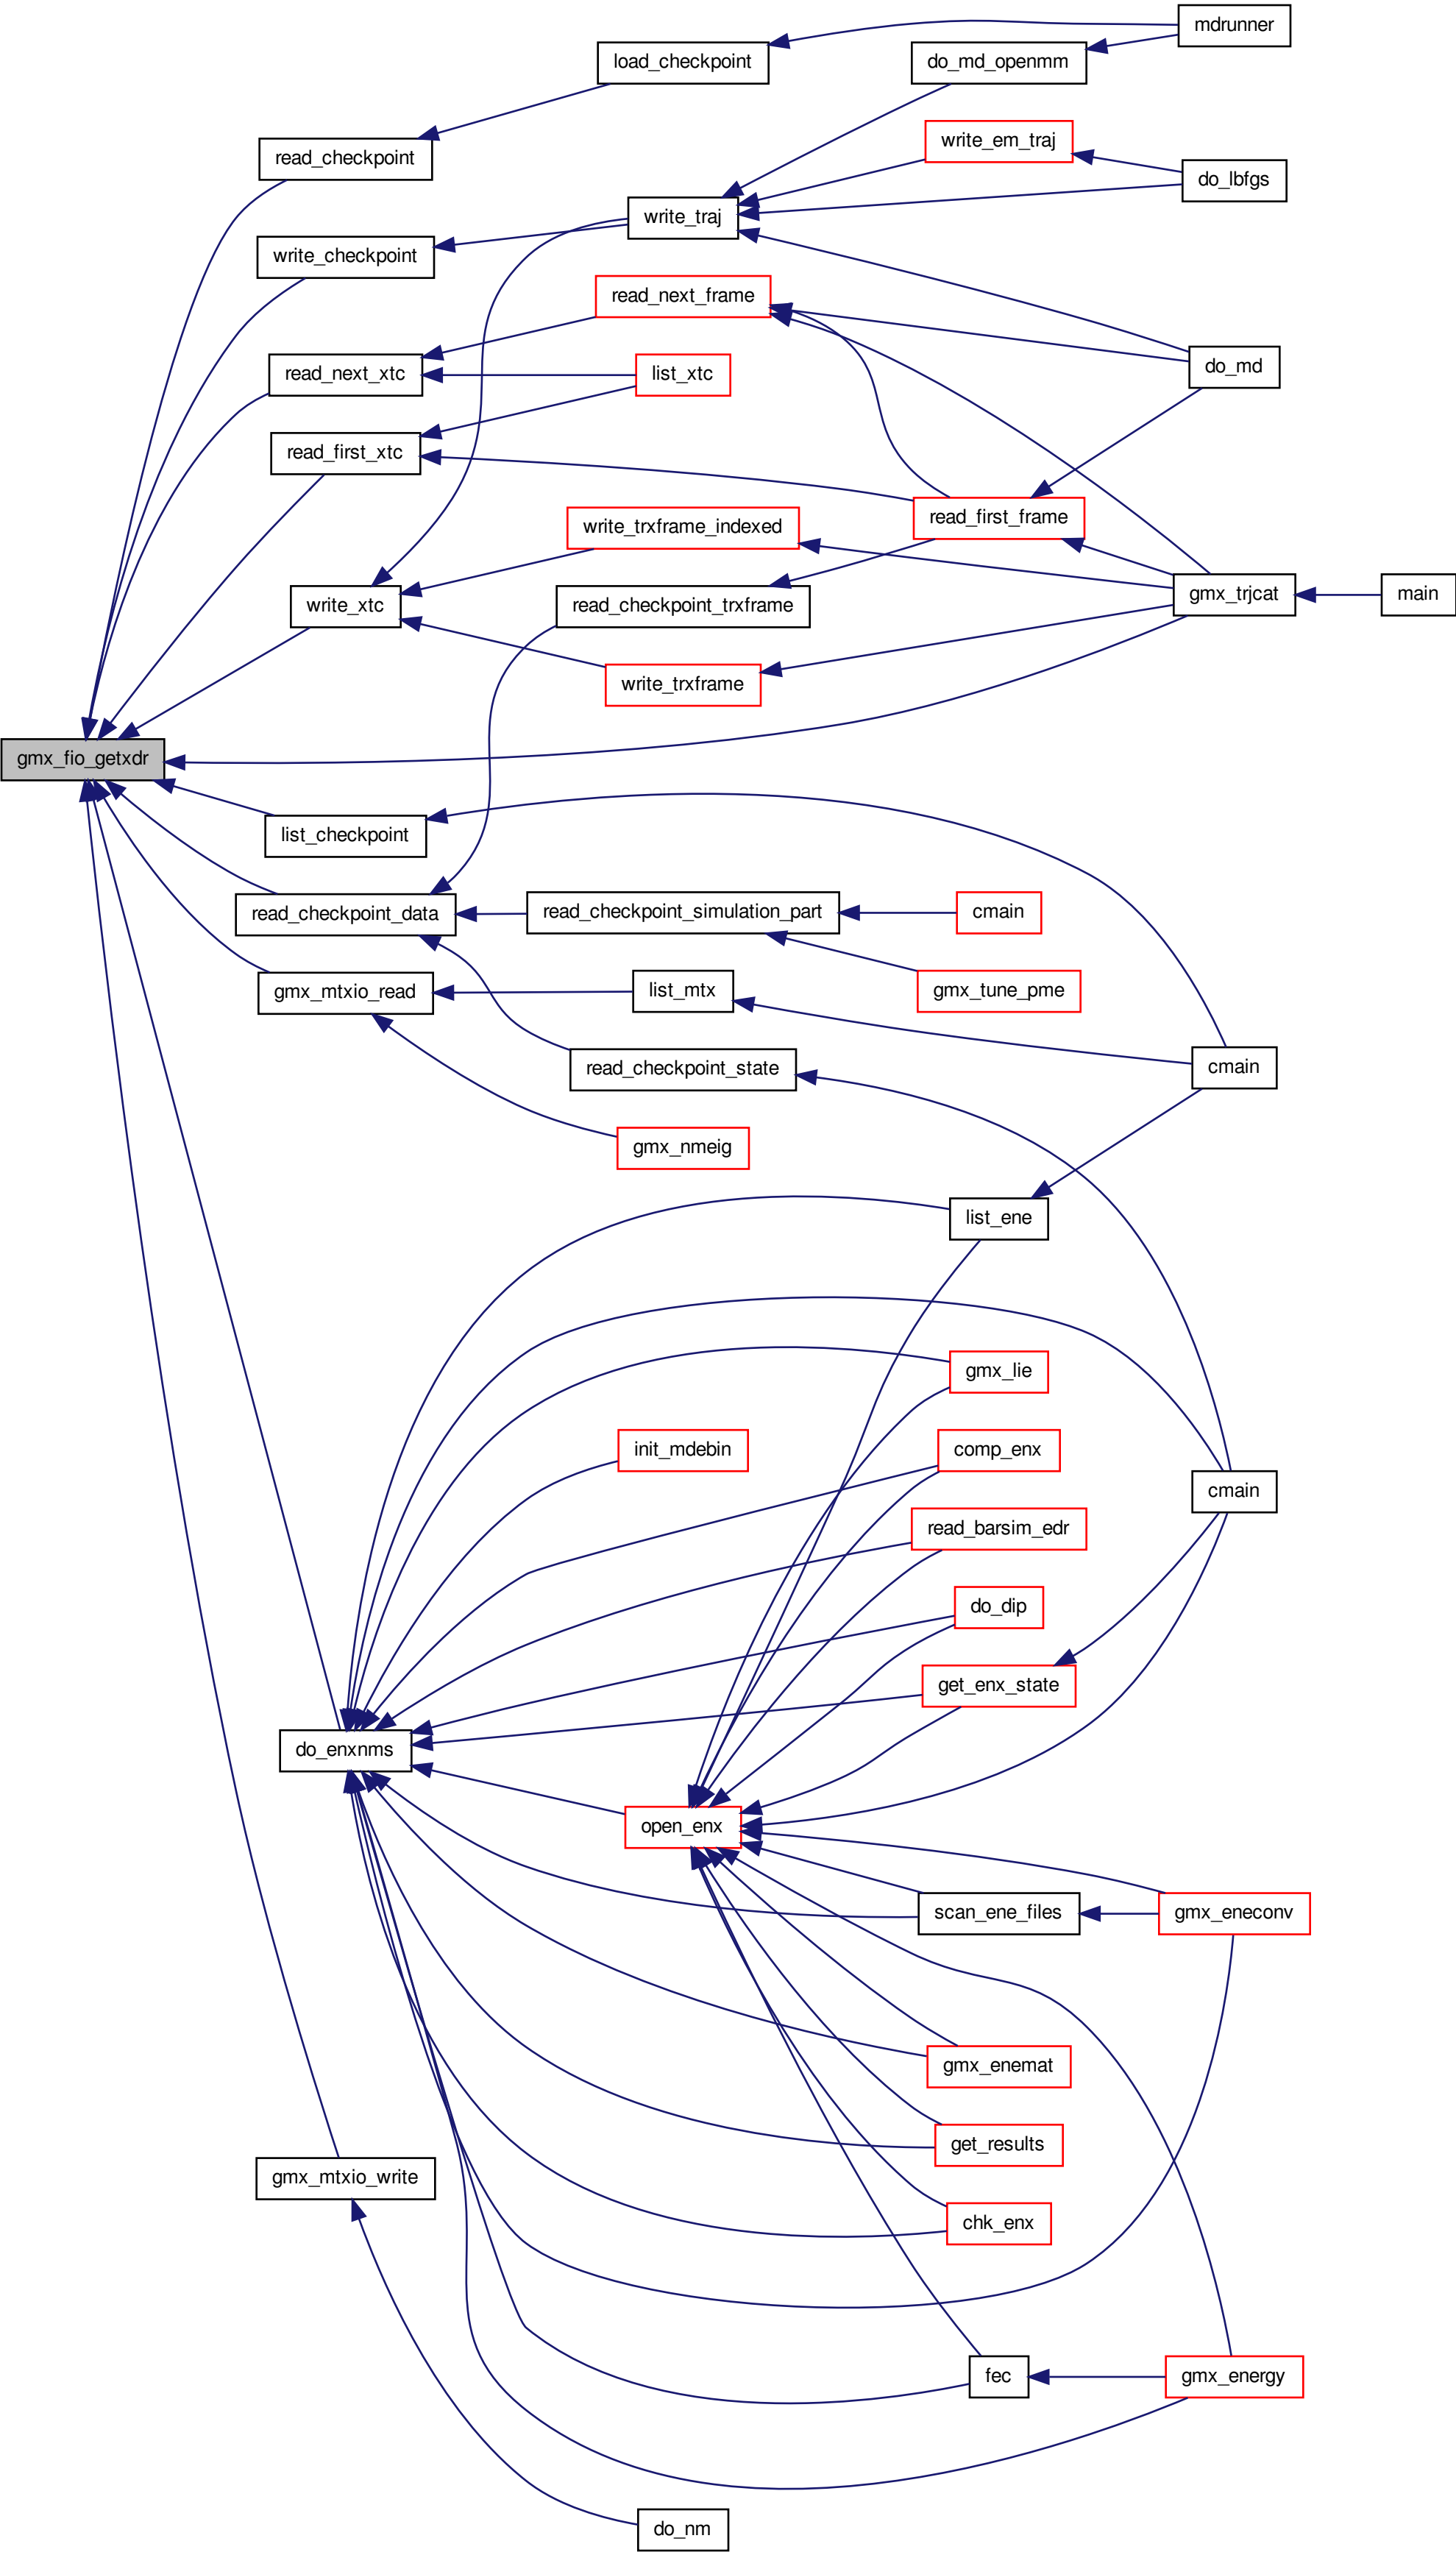 mdrunner
load_checkpoint
do_md_openmm
write_em_traj
read_checkpoint
do_lbfgs
write_traj
write_checkpoint
read_next_frame
do_md
read_next_xtc
list_xtc
read_first_xtc
read_first_frame
write_trxframe_indexed
gmx_trjcat
main
write_xtc
read_checkpoint_trxframe
write_trxframe
gmx_fio_getxdr
list_checkpoint
read_checkpoint_data
read_checkpoint_simulation_part
cmain
gmx_mtxio_read
list_mtx
gmx_tune_pme
read_checkpoint_state
cmain
gmx_nmeig
list_ene
gmx_lie
init_mdebin
comp_enx
cmain
read_barsim_edr
do_dip
get_enx_state
do_enxnms
open_enx
scan_ene_files
gmx_eneconv
gmx_enemat
get_results
gmx_mtxio_write
chk_enx
fec
gmx_energy
do_nm